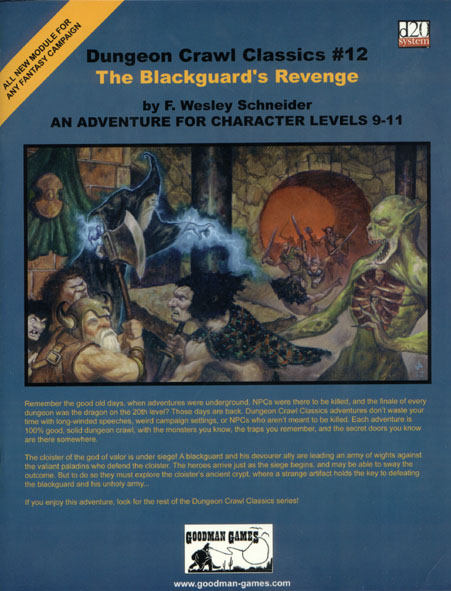 ALL NEW MODULE FOR
ANY FANTASY CAMPAIGN
d20
system
Dungeon Crawl Classics #12
The Blackguard's Revenge
by F. Wesley Schneider
AN ADVENTURE FOR CHARACTER LEVELS 9-11
Remember the good old days, when adventures were underground, NPCs were there to be killed, and the finale of every
dungeon was the dragon on the 20th level? Those days are back. Dungeon Crawl Classics adventures don't waste your
time with long-winded speeches, weird campaign settings, or NPCs who aren't meant to be killed. Each adventure is
100% good, solid dungeon crawl, with the monsters you know, the traps you remember, and the secret doors you know
are there somewhere.
The cloister of the god of valor is under siege! A blackguard and his devourer ally are leading an army of wights against
the valiant paladins who defend the cloister. The heroes arrive just as the siege begins, and may be able to sway the
outcome. But to do so they must explore the cloister's ancient crypt, where a strange artifact holds the key to defeating
the blackguard and his unholy army...
If you enjoy this adventure, look for the rest of the Dungeon Crawl Classics series!
GOODMAN GAMES
www.goodman-games.com